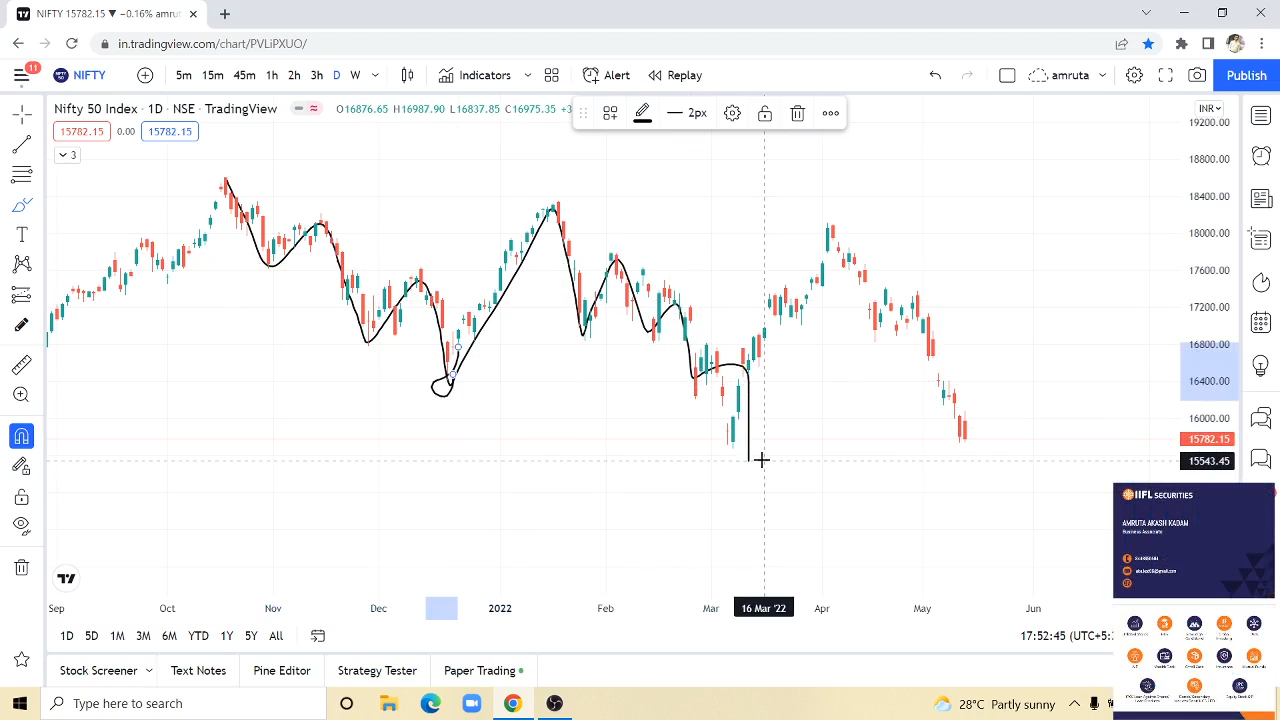 NIFTY 15782.15 ▼ −0.16% amrut
in.tradingview.com/chart/PVLiPXUO/
11
NIFTY 5m 15m 45m 1h 2h 3h D W Indicators Alert Replay amruta Publish
Nifty 50 Index · 1D · NSE · TradingView O16876.65 H16987.90 L16837.85 C16975.35 +3
2px
INR
15782.15 0.00 15782.15
3
19200.00
18800.00
18400.00
18000.00
17600.00
17200.00
16800.00
16400.00
16000.00
15782.15
15543.45
IIFL SECURITIES
AMRUTA AKASH KADAM
Business Associate
Sep Oct Nov Dec 2022 Feb Mar 16 Mar '22 Apr May Jun
1D 5D 1M 3M 6M YTD 1Y 5Y All
17:52:45 (UTC+5:
Stock Screener Text Notes Pine Editor Strategy Tester Trading
Type here to search
28°C Partly sunny